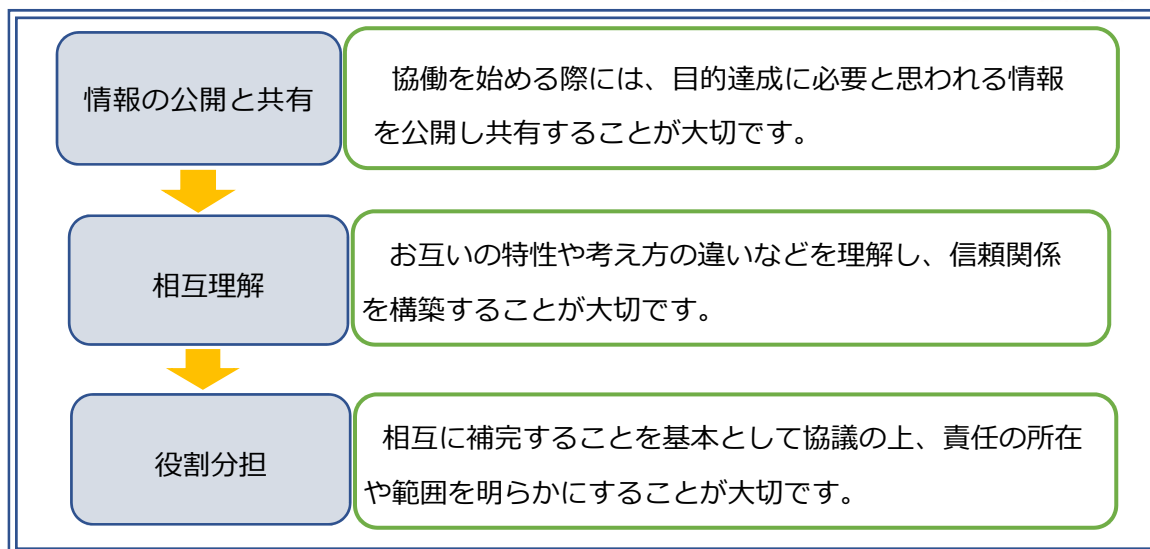 情報の公開と共有
協働を始める際には、目的達成に必要と思われる情報
を公開し共有することが大切です。
相互理解
お互いの特性や考え方の違いなどを理解し、信頼関係
を構築することが大切です。
役割分担
相互に補完することを基本として協議の上、責任の所在
や範囲を明らかにすることが大切です。